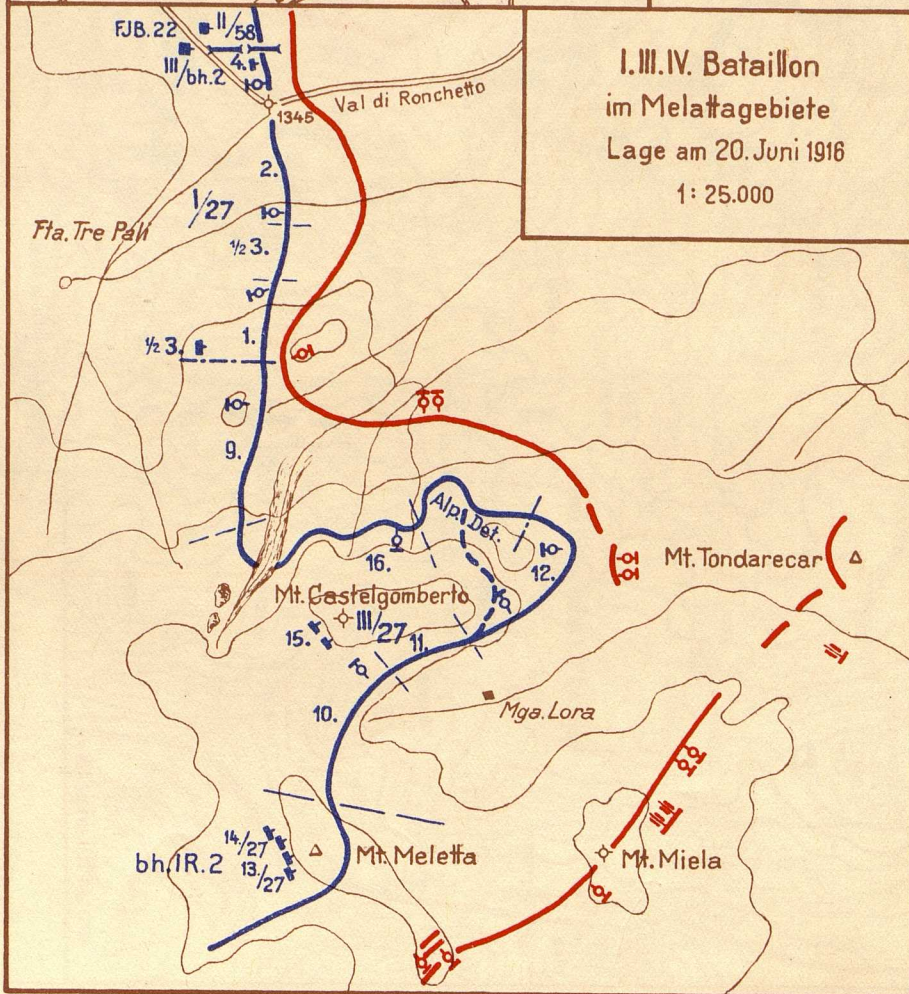 I.III.IV. Bataillon
im Melattagebiete
Lage am 20. Juni 1916
1: 25.000
FJB. 22
II/58
III/bh.2
4.
1345
Val di Ronchetto
2.
1/27
Fta. Tre Pali
½ 3.
1.
½ 3.
9.
Alp. Det.
16.
12.
Mt. Tondarecar
Mt. Castelgomberto
III/27
15.
11.
10.
Mga. Lora
14/27
bh. IR. 2
13./27
Mt. Meletta
Mt. Miela